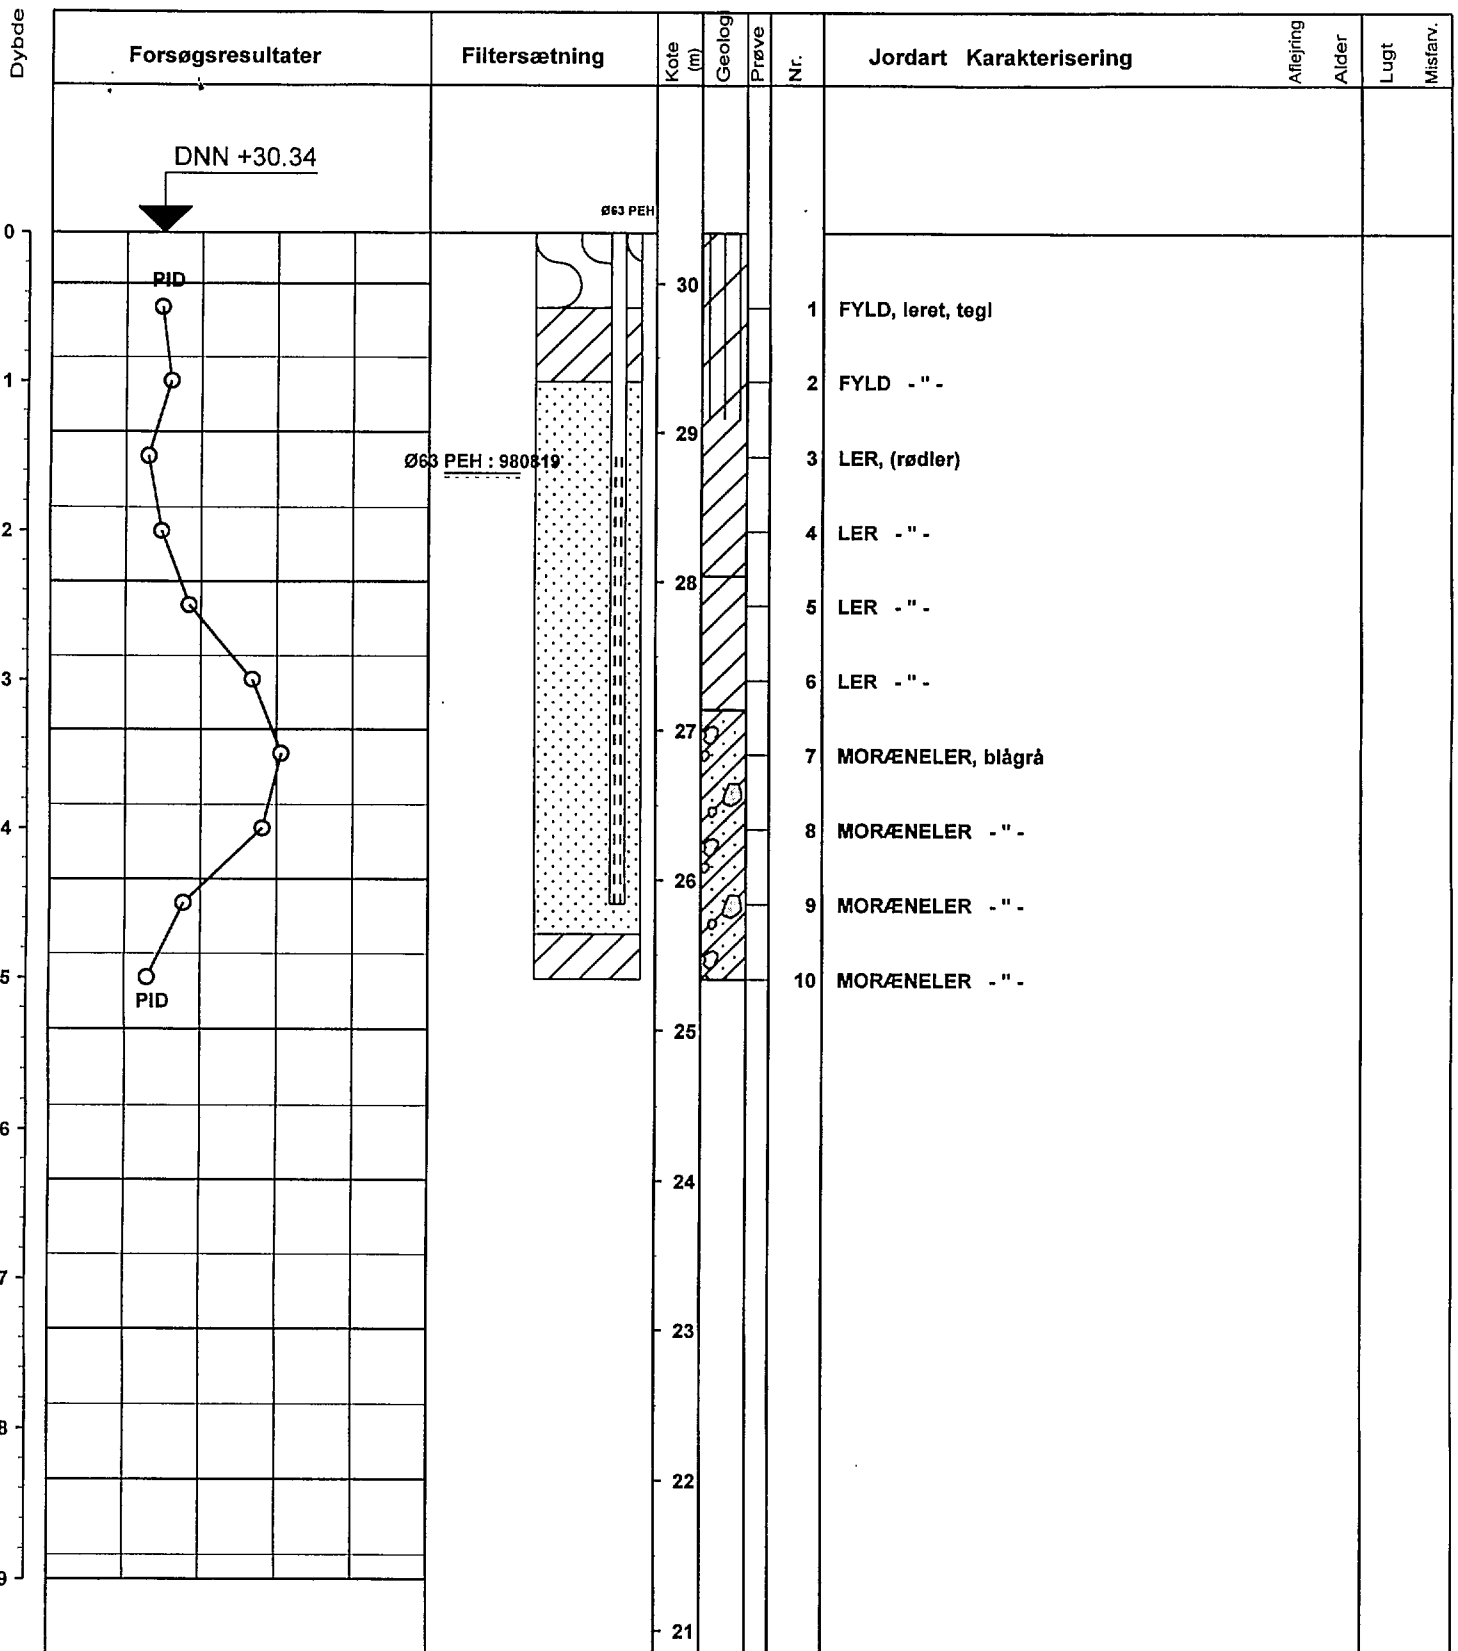 Dybde
Forsøgsresultater
Filtersætning
Kote (m)
Geologi
Prøve
Nr.
Jordart Karakterisering
Aflejring
Alder
Lugt
Misfarv.
DNN +30.34
Ø63 PEH
0
PID
30
1 FYLD, leret, tegl
1
2 FYLD - " -
29
Ø63 PEH : 980819
3 LER, (rødler)
2
4 LER - " -
28
5 LER - " -
3
6 LER - " -
27
7 MORÆNELER, blågrå
4
8 MORÆNELER - " -
26
9 MORÆNELER - " -
5
PID
10 MORÆNELER - " -
25
6
24
7
23
8
22
9
21